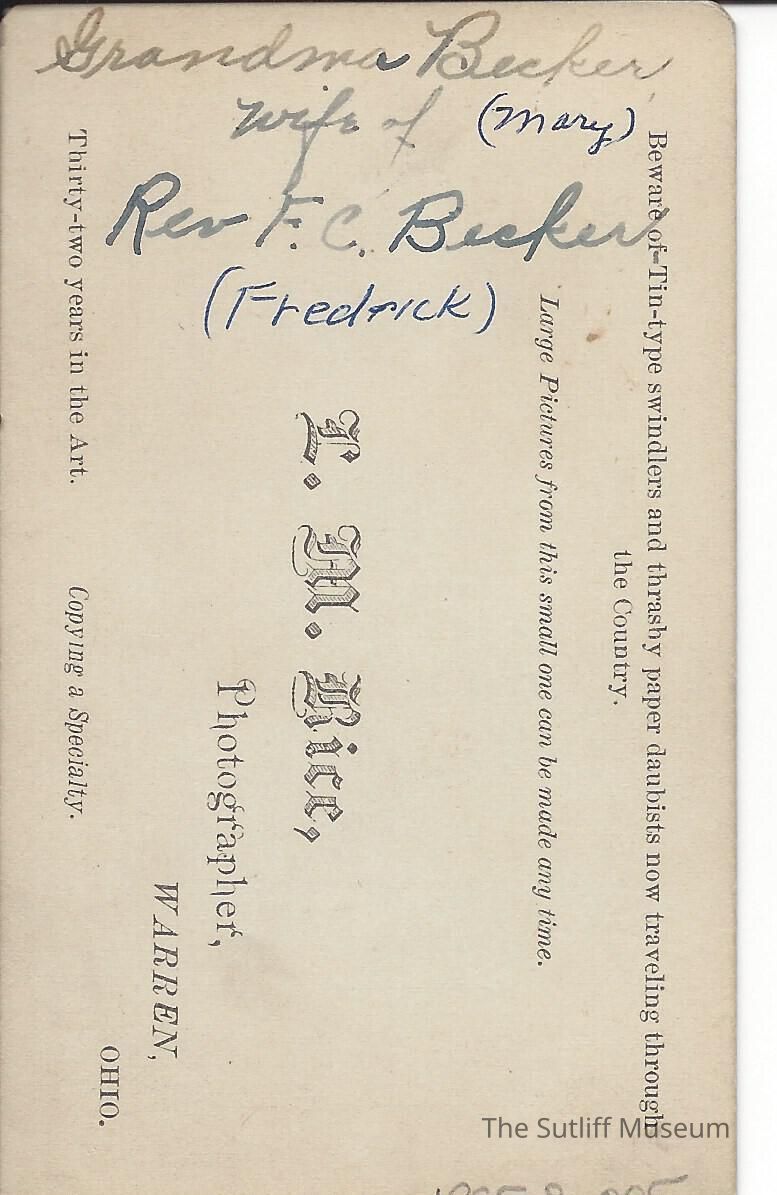 Grandma Becker
wife of (Mary)
Rev F. C. Becker
(Fredrick)
Beware of Tin-type swindlers and thrashy paper daubists now traveling through
the Country.
Large Pictures from this small one can be made any time.
L. M. Rice,
Photographer,
WARREN,
OHIO.
Thirty-two years in the Art. Copying a Specialty.
The Sutliff Museum